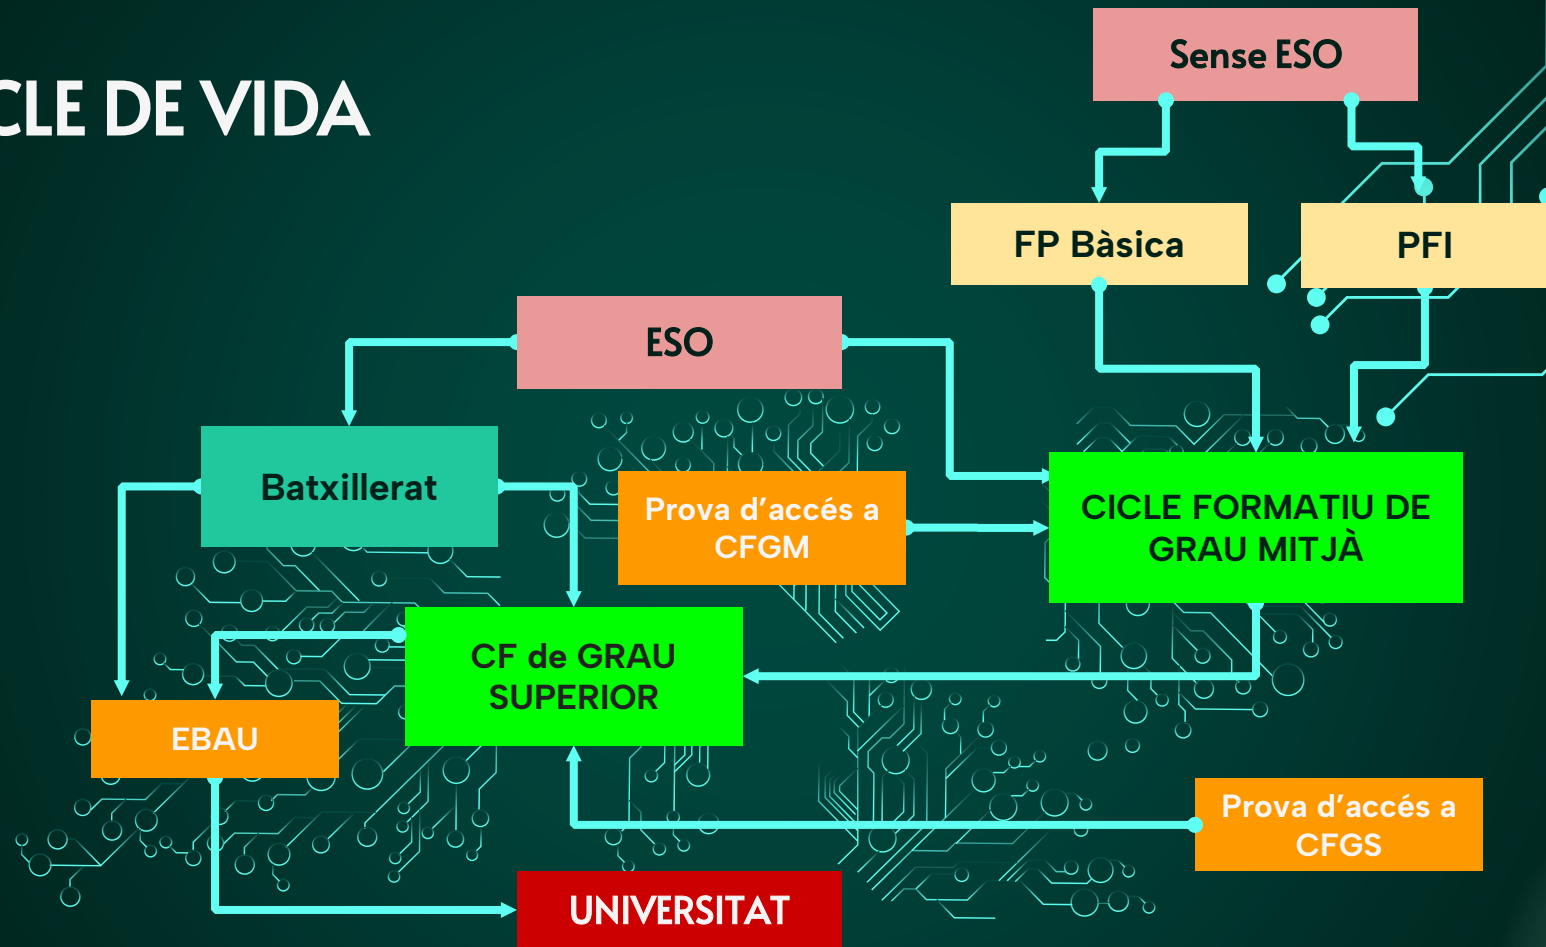 CLE DE VIDA
Sense ESO
FP Bàsica
PFI
ESO
Batxillerat
Prova d’accés a
CFGM
CICLE FORMATIU DE
GRAU MITJÀ
CF de GRAU
SUPERIOR
EBAU
Prova d’accés a
CFGS
UNIVERSITAT